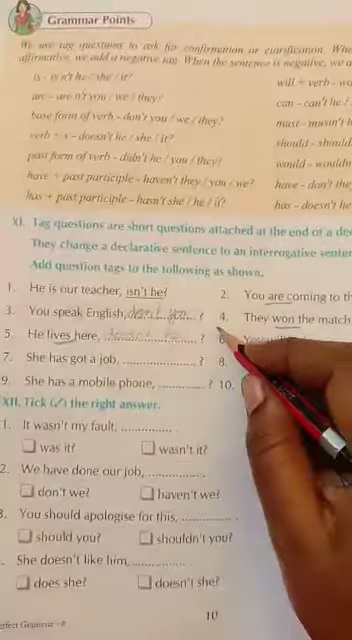 Grammar Points
We use tag questions to ask for confirmation or clarification. Whe
affirmative, we add a negative tag. When the sentence is negative, we a
is - isn't he / she / it?
will + verb - wo
are - aren't you / we / they?
can - can't he /
base form of verb - don't you / we / they?
must - mustn't h
verb + s - doesn't he / she / it?
should - should
past form of verb - didn't he / you / they?
would - wouldn
have + past participle - haven't they / you / we?
have - don't the
has + past participle - hasn't she / he / it?
has - doesn't he
XI. Tag questions are short questions attached at the end of a de
They change a declarative sentence to an interrogative senten
Add question tags to the following as shown.
1. He is our teacher, isn't he?
2. You are coming to th
3. You speak English, don't you ?
4. They won the match
5. He lives here, doesn't he ?
6
7. She has got a job, .............. ?
8.
9. She has a mobile phone, .............. ?
10.
XII. Tick (✓) the right answer.
1. It wasn't my fault, ..............
was it?
wasn't it?
2. We have done our job, ..............
don't we?
haven't we?
3. You should apologise for this, ..............
should you?
shouldn't you?
. She doesn't like him, ..............
does she?
doesn't she?
10
erfect Grammar - 6